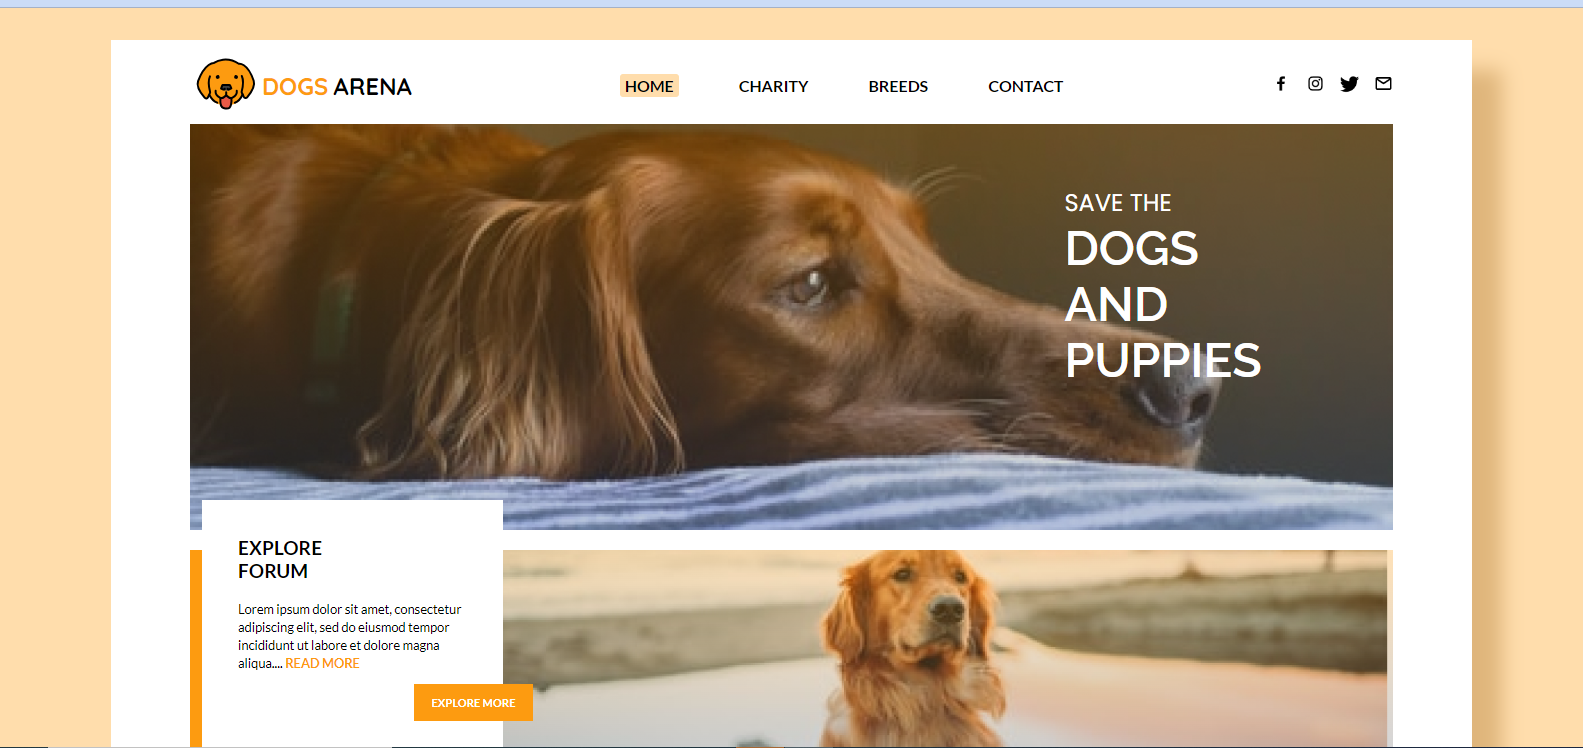 DOGS ARENA
HOME CHARITY BREEDS CONTACT
SAVE THE
DOGS
AND
PUPPIES
EXPLORE
FORUM
Lorem ipsum dolor sit amet, consectetur
adipiscing elit, sed do eiusmod tempor
incididunt ut labore et dolore magna
aliqua.... READ MORE
EXPLORE MORE